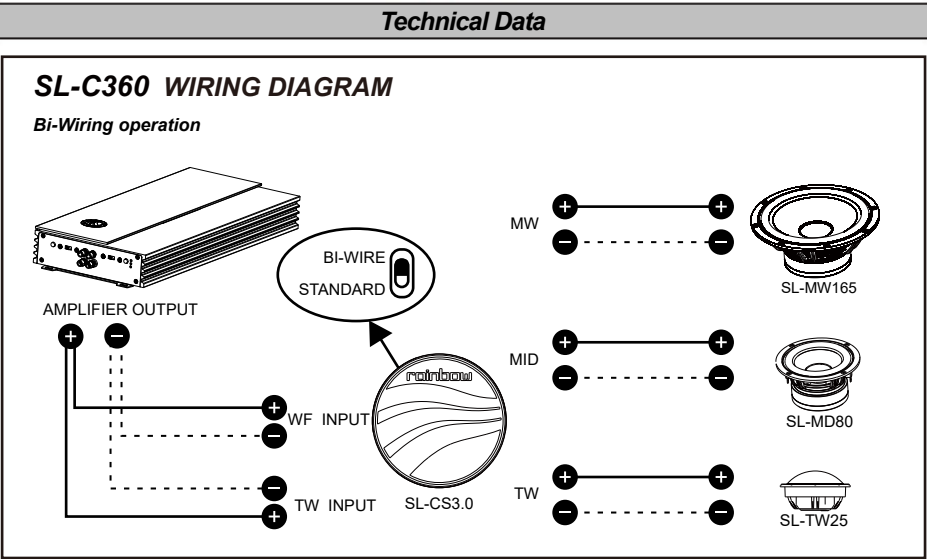 Technical Data
SL-C360 WIRING DIAGRAM
Bi-Wiring operation
BI-WIRE
STANDARD
AMPLIFIER OUTPUT
+ −
+
WF INPUT
−
−
TW INPUT
+
rainbow
SL-CS3.0
MW
+ +
− −
SL-MW165
MID
+ +
− −
SL-MD80
TW
+ +
− −
SL-TW25